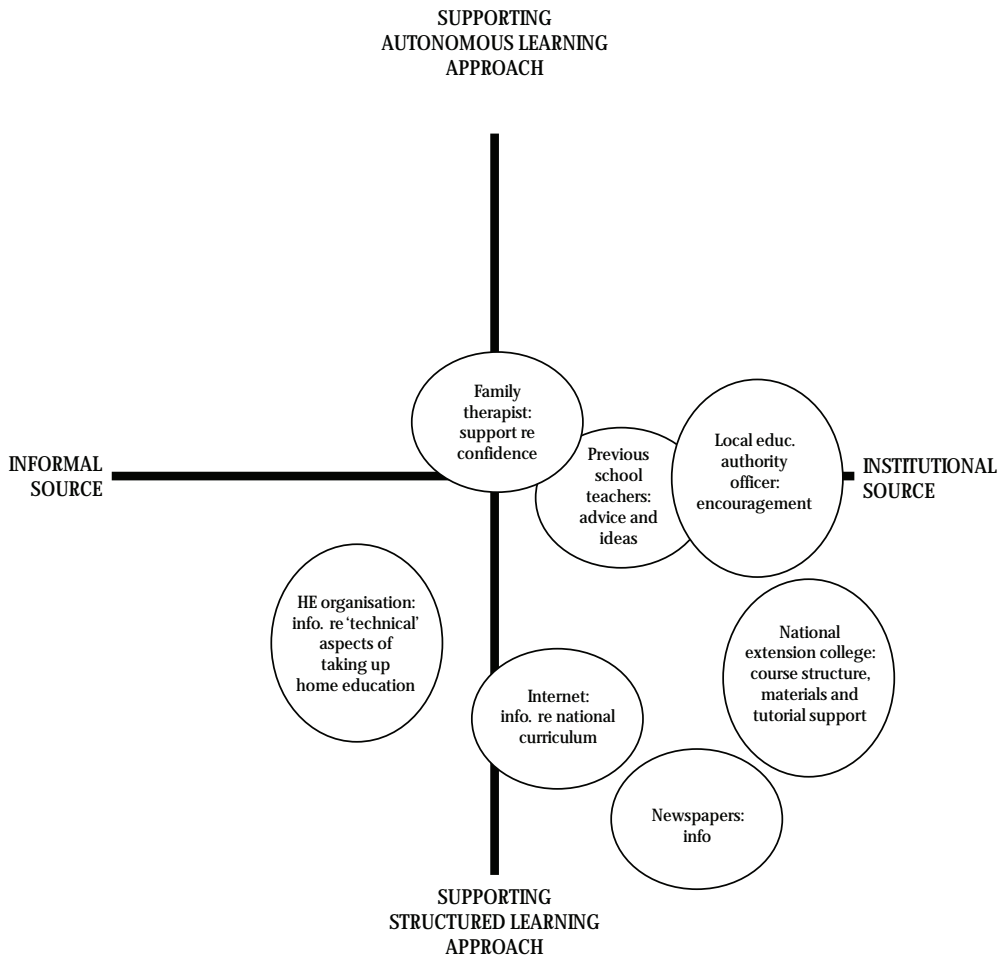 SUPPORTING
AUTONOMOUS LEARNING
APPROACH
Family
therapist:
support re
confidence
Previous
school
teachers:
advice and
ideas
Local educ.
authority
officer:
encouragement
INFORMAL
SOURCE
INSTITUTIONAL
SOURCE
HE organisation:
info. re 'technical'
aspects of
taking up
home education
National
extension college:
course structure,
materials and
tutorial support
Internet:
info. re national
curriculum
Newspapers:
info
SUPPORTING
STRUCTURED LEARNING
APPROACH